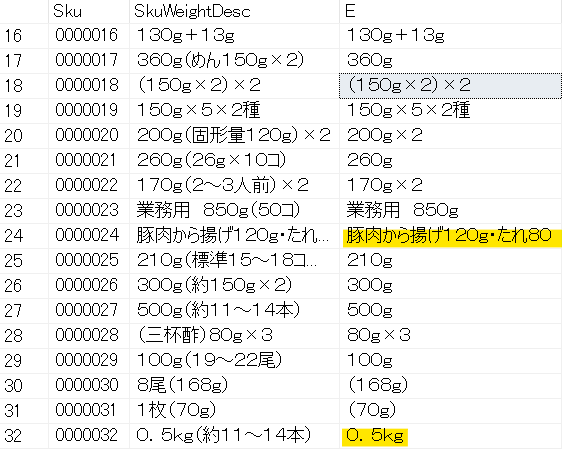 Sku SkuWeightDesc E
16 0000016 130g＋13g 130g＋13g
17 0000017 360g(めん150g×2) 360g
18 0000018 (150g×2)×2 (150g×2)×2
19 0000019 150g×5×2種 150g×5×2種
20 0000020 200g(固形量120g)×2 200g×2
21 0000021 260g(26g×10コ) 260g
22 0000022 170g(2～3人前)×2 170g×2
23 0000023 業務用 850g(50コ) 業務用 850g
24 0000024 豚肉から揚げ120g・たれ... 豚肉から揚げ120g・たれ80
25 0000025 210g(標準15～18コ... 210g
26 0000026 300g(約150g×2) 300g
27 0000027 500g(約11～14本) 500g
28 0000028 (三杯酢)80g×3 80g×3
29 0000029 100g(19～22尾) 100g
30 0000030 8尾(168g) (168g)
31 0000031 1枚(70g) (70g)
32 0000032 0．5kg(約11～14本) 0．5kg